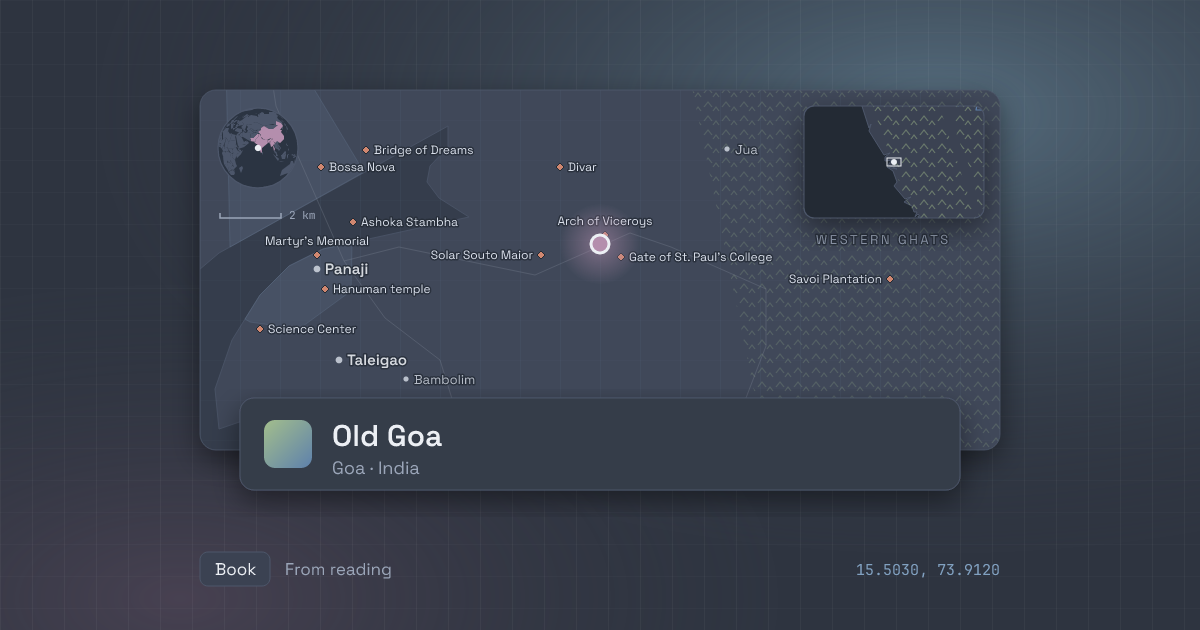 Bridge of Dreams
Bossa Nova
Divar
Jua
2 km
Ashoka Stambha
Arch of Viceroys
Martyr's Memorial
WESTERN GHATS
Solar Souto Maior
Gate of St. Paul's College
Panaji
Savoi Plantation
Hanuman temple
Science Center
Taleigao
Bambolim
Old Goa
Goa · India
Book
From reading
15.5030, 73.9120